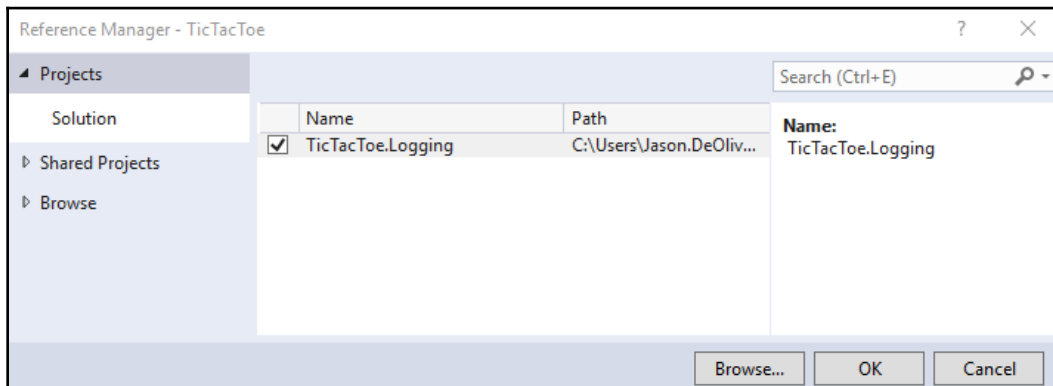 Reference Manager - TicTacToe
?
Projects
Search (Ctrl+E)
Solution
Name Path
Name:
TicTacToe.Logging C:\Users\Jason.DeOliv...
TicTacToe.Logging
Shared Projects
Browse
Browse... OK Cancel